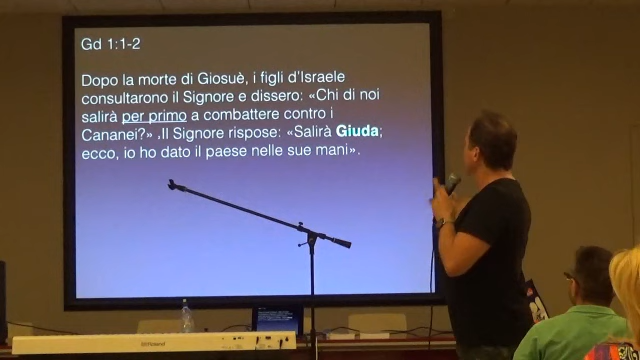 Gd 1:1-2
Dopo la morte di Giosuè, i figli d'Israele
consultarono il Signore e dissero: «Chi di noi
salirà per primo a combattere contro i
Cananei?» .Il Signore rispose: «Salirà Giuda;
ecco, io ho dato il paese nelle sue mani».
Roland